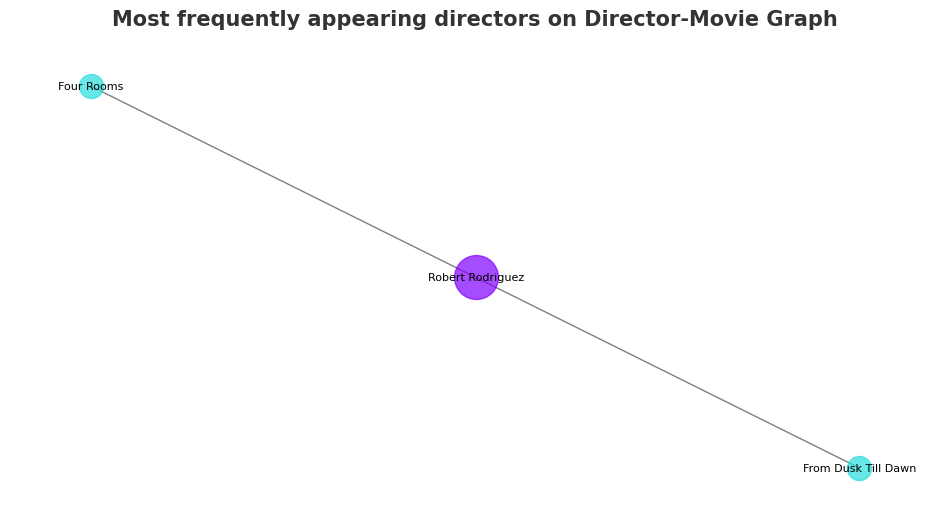 Most frequently appearing directors on Director-Movie Graph
Four Rooms
Robert Rodriguez
From Dusk Till Dawn